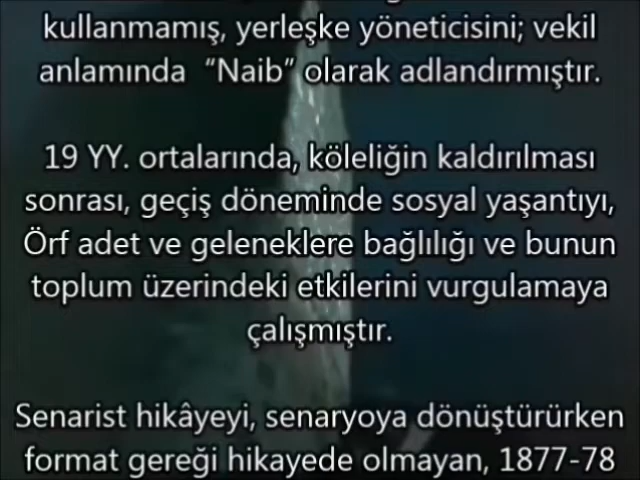 kullanmamış, yerleşke yöneticisini; vekil
anlamında “Naib” olarak adlandırmıştır.
19 YY. ortalarında, köleliğin kaldırılması
sonrası, geçiş döneminde sosyal yaşantıyı,
Örf adet ve geleneklere bağlılığı ve bunun
toplum üzerindeki etkilerini vurgulamaya
çalışmıştır.
Senarist hikâyeyi, senaryoya dönüştürürken
format gereği hikayede olmayan, 1877-78